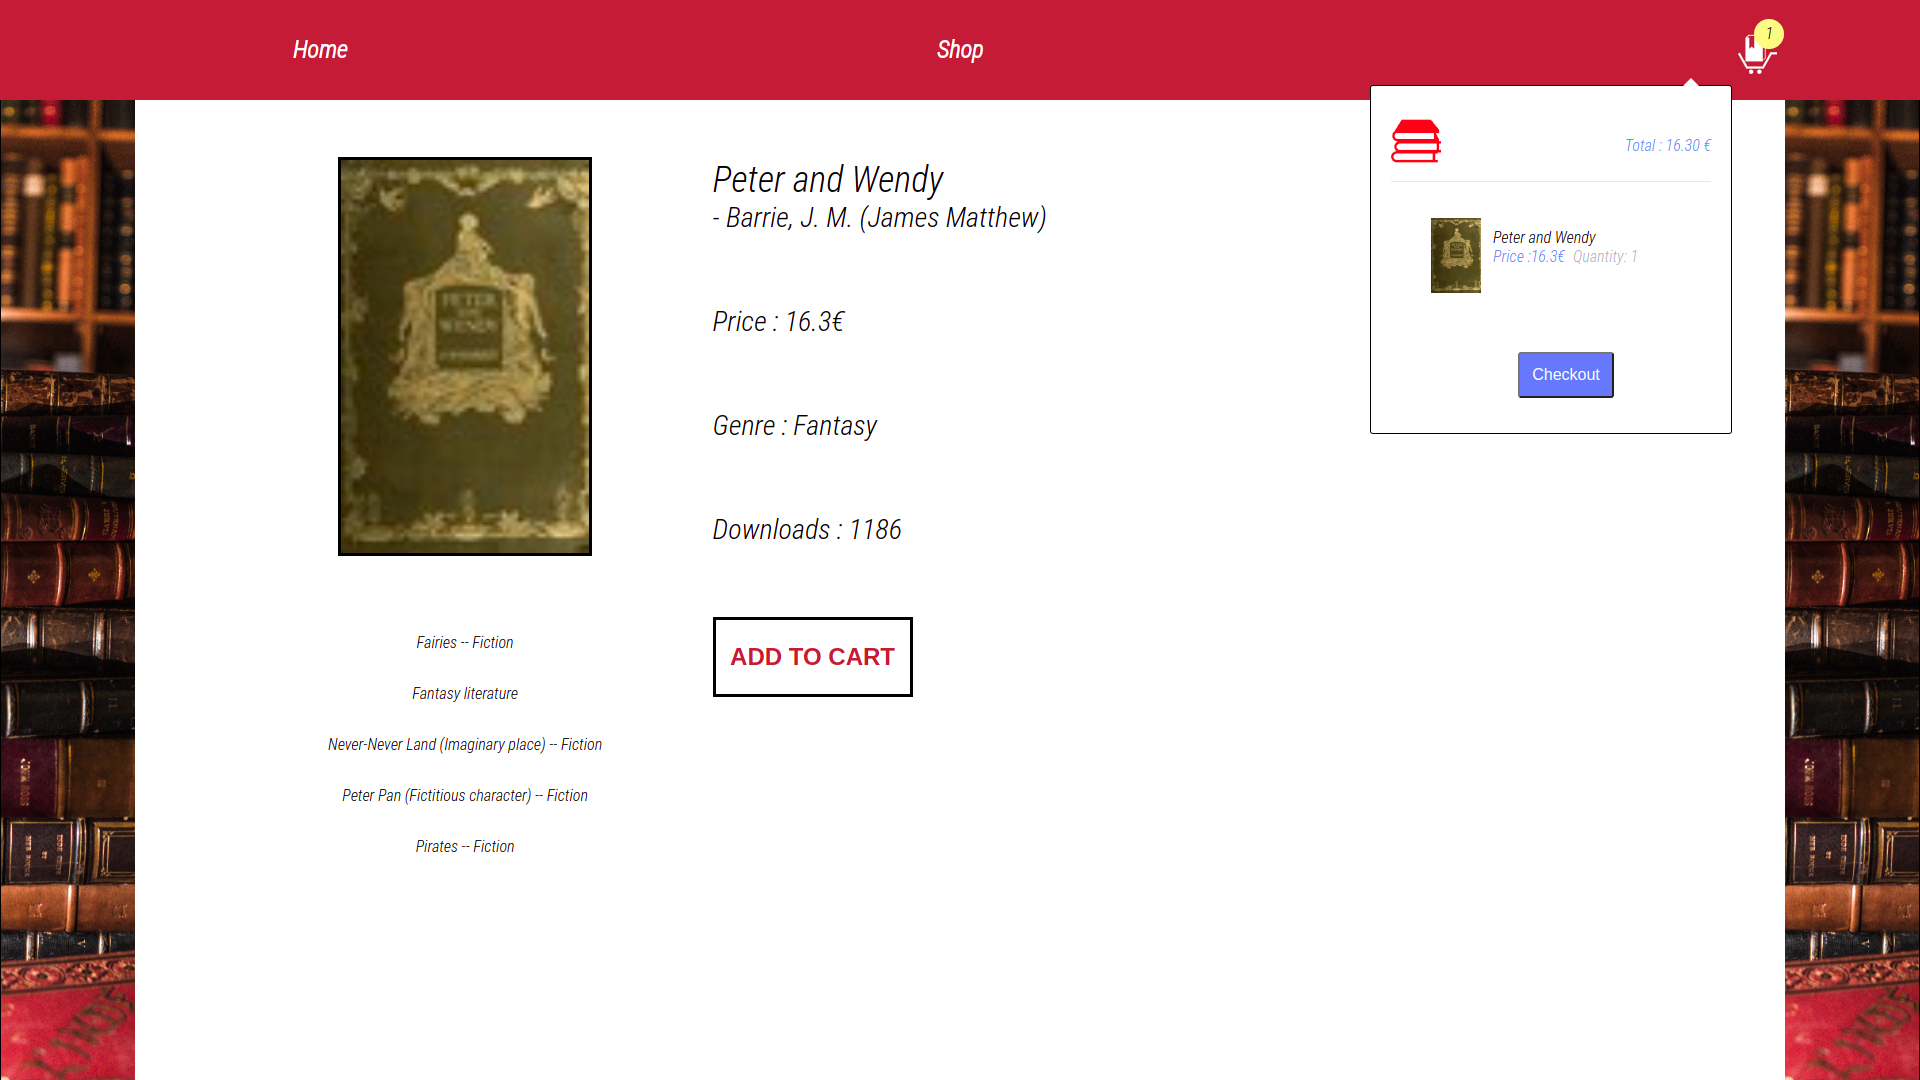 Home
Shop
1
Total : 16.30 €
Peter and Wendy
Price :16.3€ Quantity: 1
Checkout
PETER
AND
WENDY
Peter and Wendy
- Barrie, J. M. (James Matthew)
Price : 16.3€
Genre : Fantasy
Downloads : 1186
ADD TO CART
Fairies -- Fiction
Fantasy literature
Never-Never Land (Imaginary place) -- Fiction
Peter Pan (Fictitious character) -- Fiction
Pirates -- Fiction